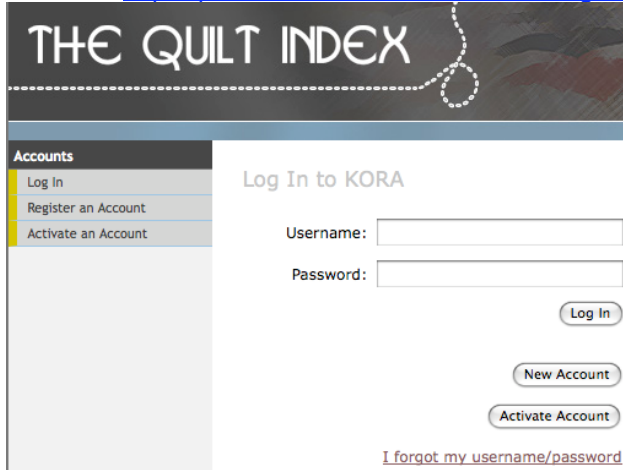 THE QUILT INDEX
Accounts
Log In
Register an Account
Activate an Account
Log In to KORA
Username:
Password:
Log In
New Account
Activate Account
I forgot my username/password